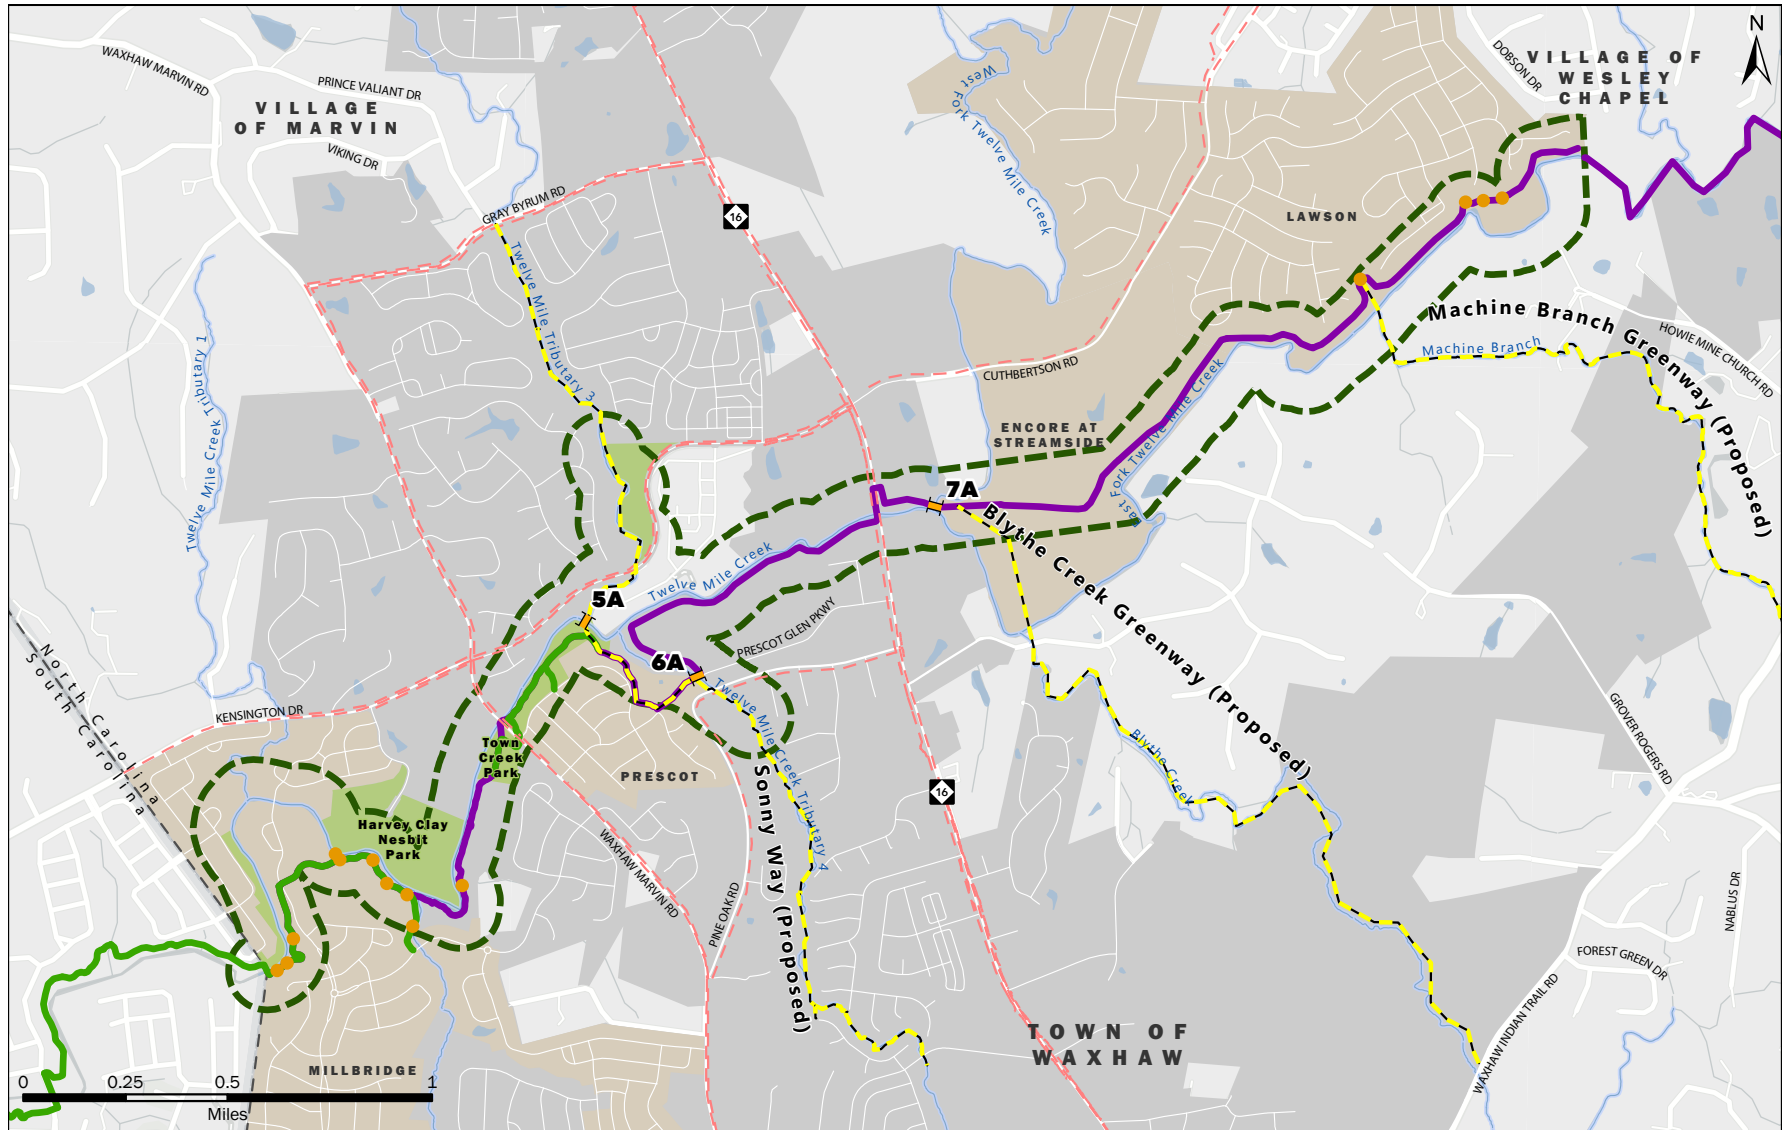 N
WAXHAW MARVIN RD
PRINCE VALIANT DR
VILLAGE
OF MARVIN
VIKING DR
GRAY BYRUM RD
16
West
Fork Twelve Mile Creek
DOBSON DR
VILLAGE OF
WESLEY
CHAPEL
LAWSON
Twelve Mile Creek Tributary 1
Twelve Mile Tributary 3
CUTHBERTSON RD
ENCORE AT
STREAMSIDE
East Fork Twelve Mile Creek
Machine Branch Greenway (Proposed)
Machine Branch
HOWIE MINE CHURCH RD
7A
Blythe Creek Greenway (Proposed)
Twelve Mile Creek
5A
PRESCOT GLEN PKWY
6A
Twelve Mile Creek Tributary 4
North Carolina
South Carolina
KENSINGTON DR
Town
Creek
Park
PRESCOT
Sonny Way (Proposed)
16
Blythe Creek
GROVER ROGERS RD
Harvey Clay
Nesbit
Park
WAXHAW MARVIN RD
PINE OAK RD
NABLUS DR
FOREST GREEN DR
WAXHAW INDIAN TRAIL RD
TOWN OF
WAXHAW
MILLBRIDGE
0 0.25 0.5 1
Miles